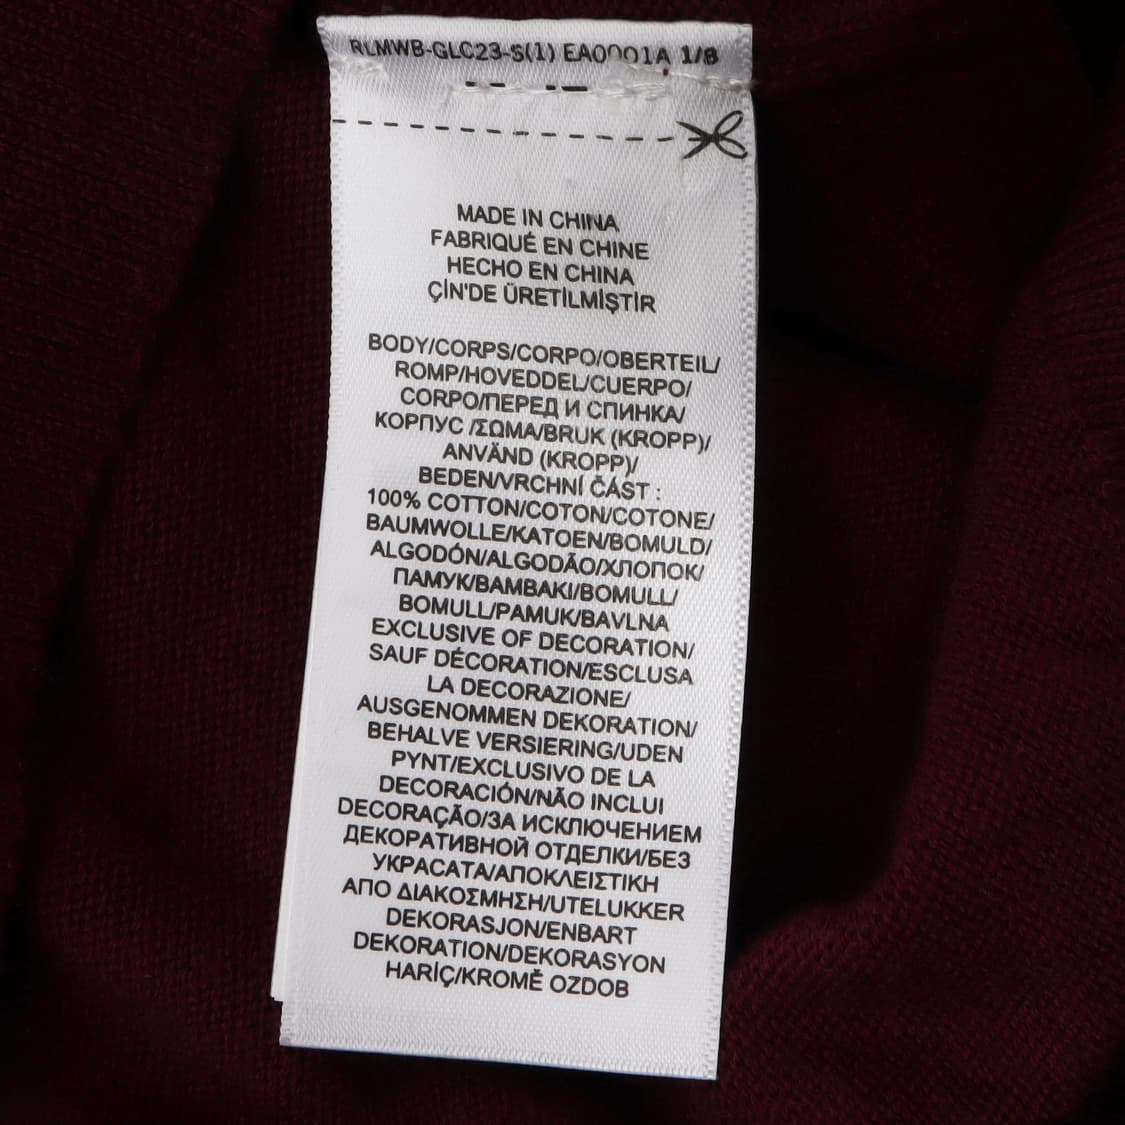 RLMWB-GLC23-S(1) EA0001A 1/8
MADE IN CHINA
FABRIQUÉ EN CHINE
HECHO EN CHINA
ÇİN'DE ÜRETİLMİŞTİR
BODY/CORPS/CORPO/OBERTEIL/
ROMP/HOVEDDEL/CUERPO/
CORPO/ПЕРЕД И СПИНКА/
КОРПУС /ΣΩΜΑ/BRUK (KROPP)/
ANVÄND (KROPP)/
BEDEN/VRCHNÍ ČÁST :
100% COTTON/COTON/COTONE/
BAUMWOLLE/KATOEN/BOMULD/
ALGODÓN/ALGODÃO/ХЛОПОК/
ПАМУК/ΒΑΜΒΑΚΙ/BOMULL/
BOMULL/PAMUK/BAVLNA
EXCLUSIVE OF DECORATION/
SAUF DÉCORATION/ESCLUSA
LA DECORAZIONE/
AUSGENOMMEN DEKORATION/
BEHALVE VERSIERING/UDEN
PYNT/EXCLUSIVO DE LA
DECORACIÓN/NÃO INCLUI
DECORAÇÃO/ЗА ИСКЛЮЧЕНИЕМ
ДЕКОРАТИВНОЙ ОТДЕЛКИ/БЕЗ
УКРАСАТА/ΑΠΟΚΛΕΙΣΤΙΚΗ
ΑΠΟ ΔΙΑΚΟΣΜΗΣΗ/UTELUKKER
DEKORASJON/ENBART
DEKORATION/DEKORASYON
HARİÇ/KROMĚ OZDOB